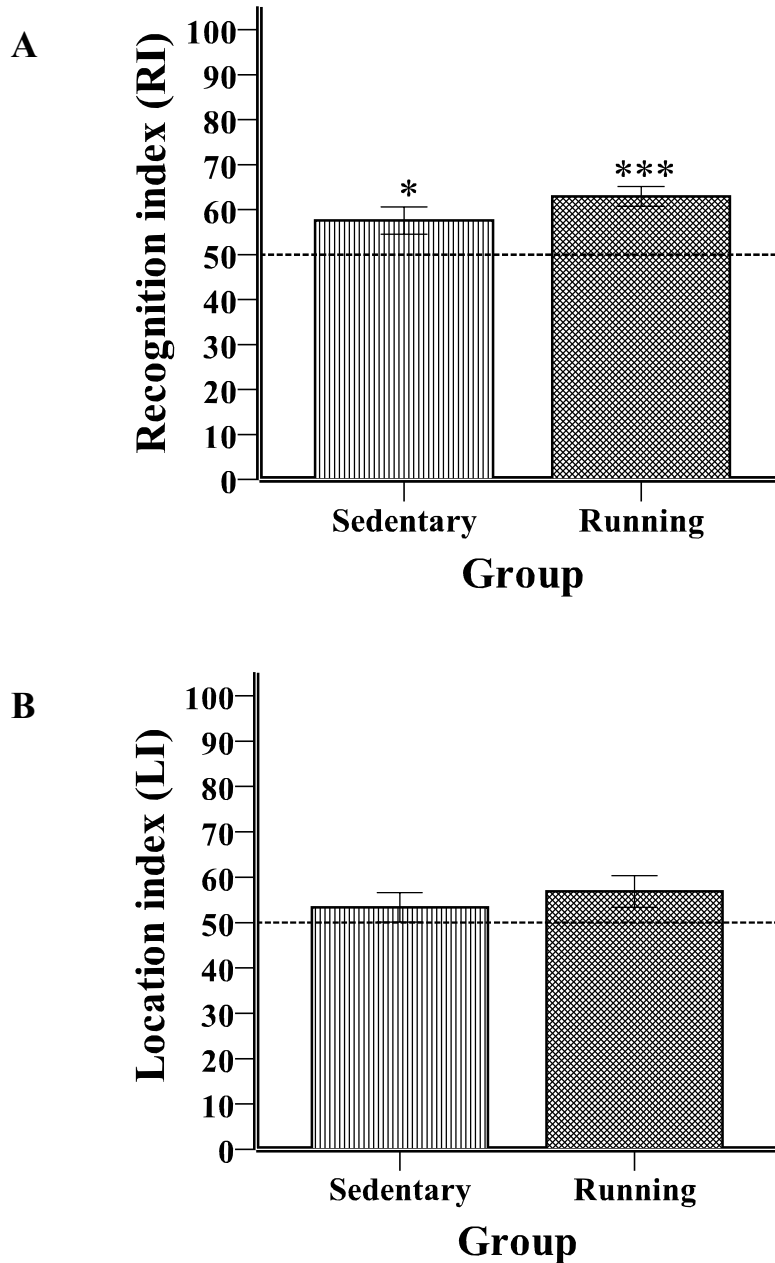 A
Recognition index (RI)
100
90
80
70
60
50
40
30
20
10
0
*
***
Sedentary
Running
Group
B
Location index (LI)
100
90
80
70
60
50
40
30
20
10
0
Sedentary
Running
Group